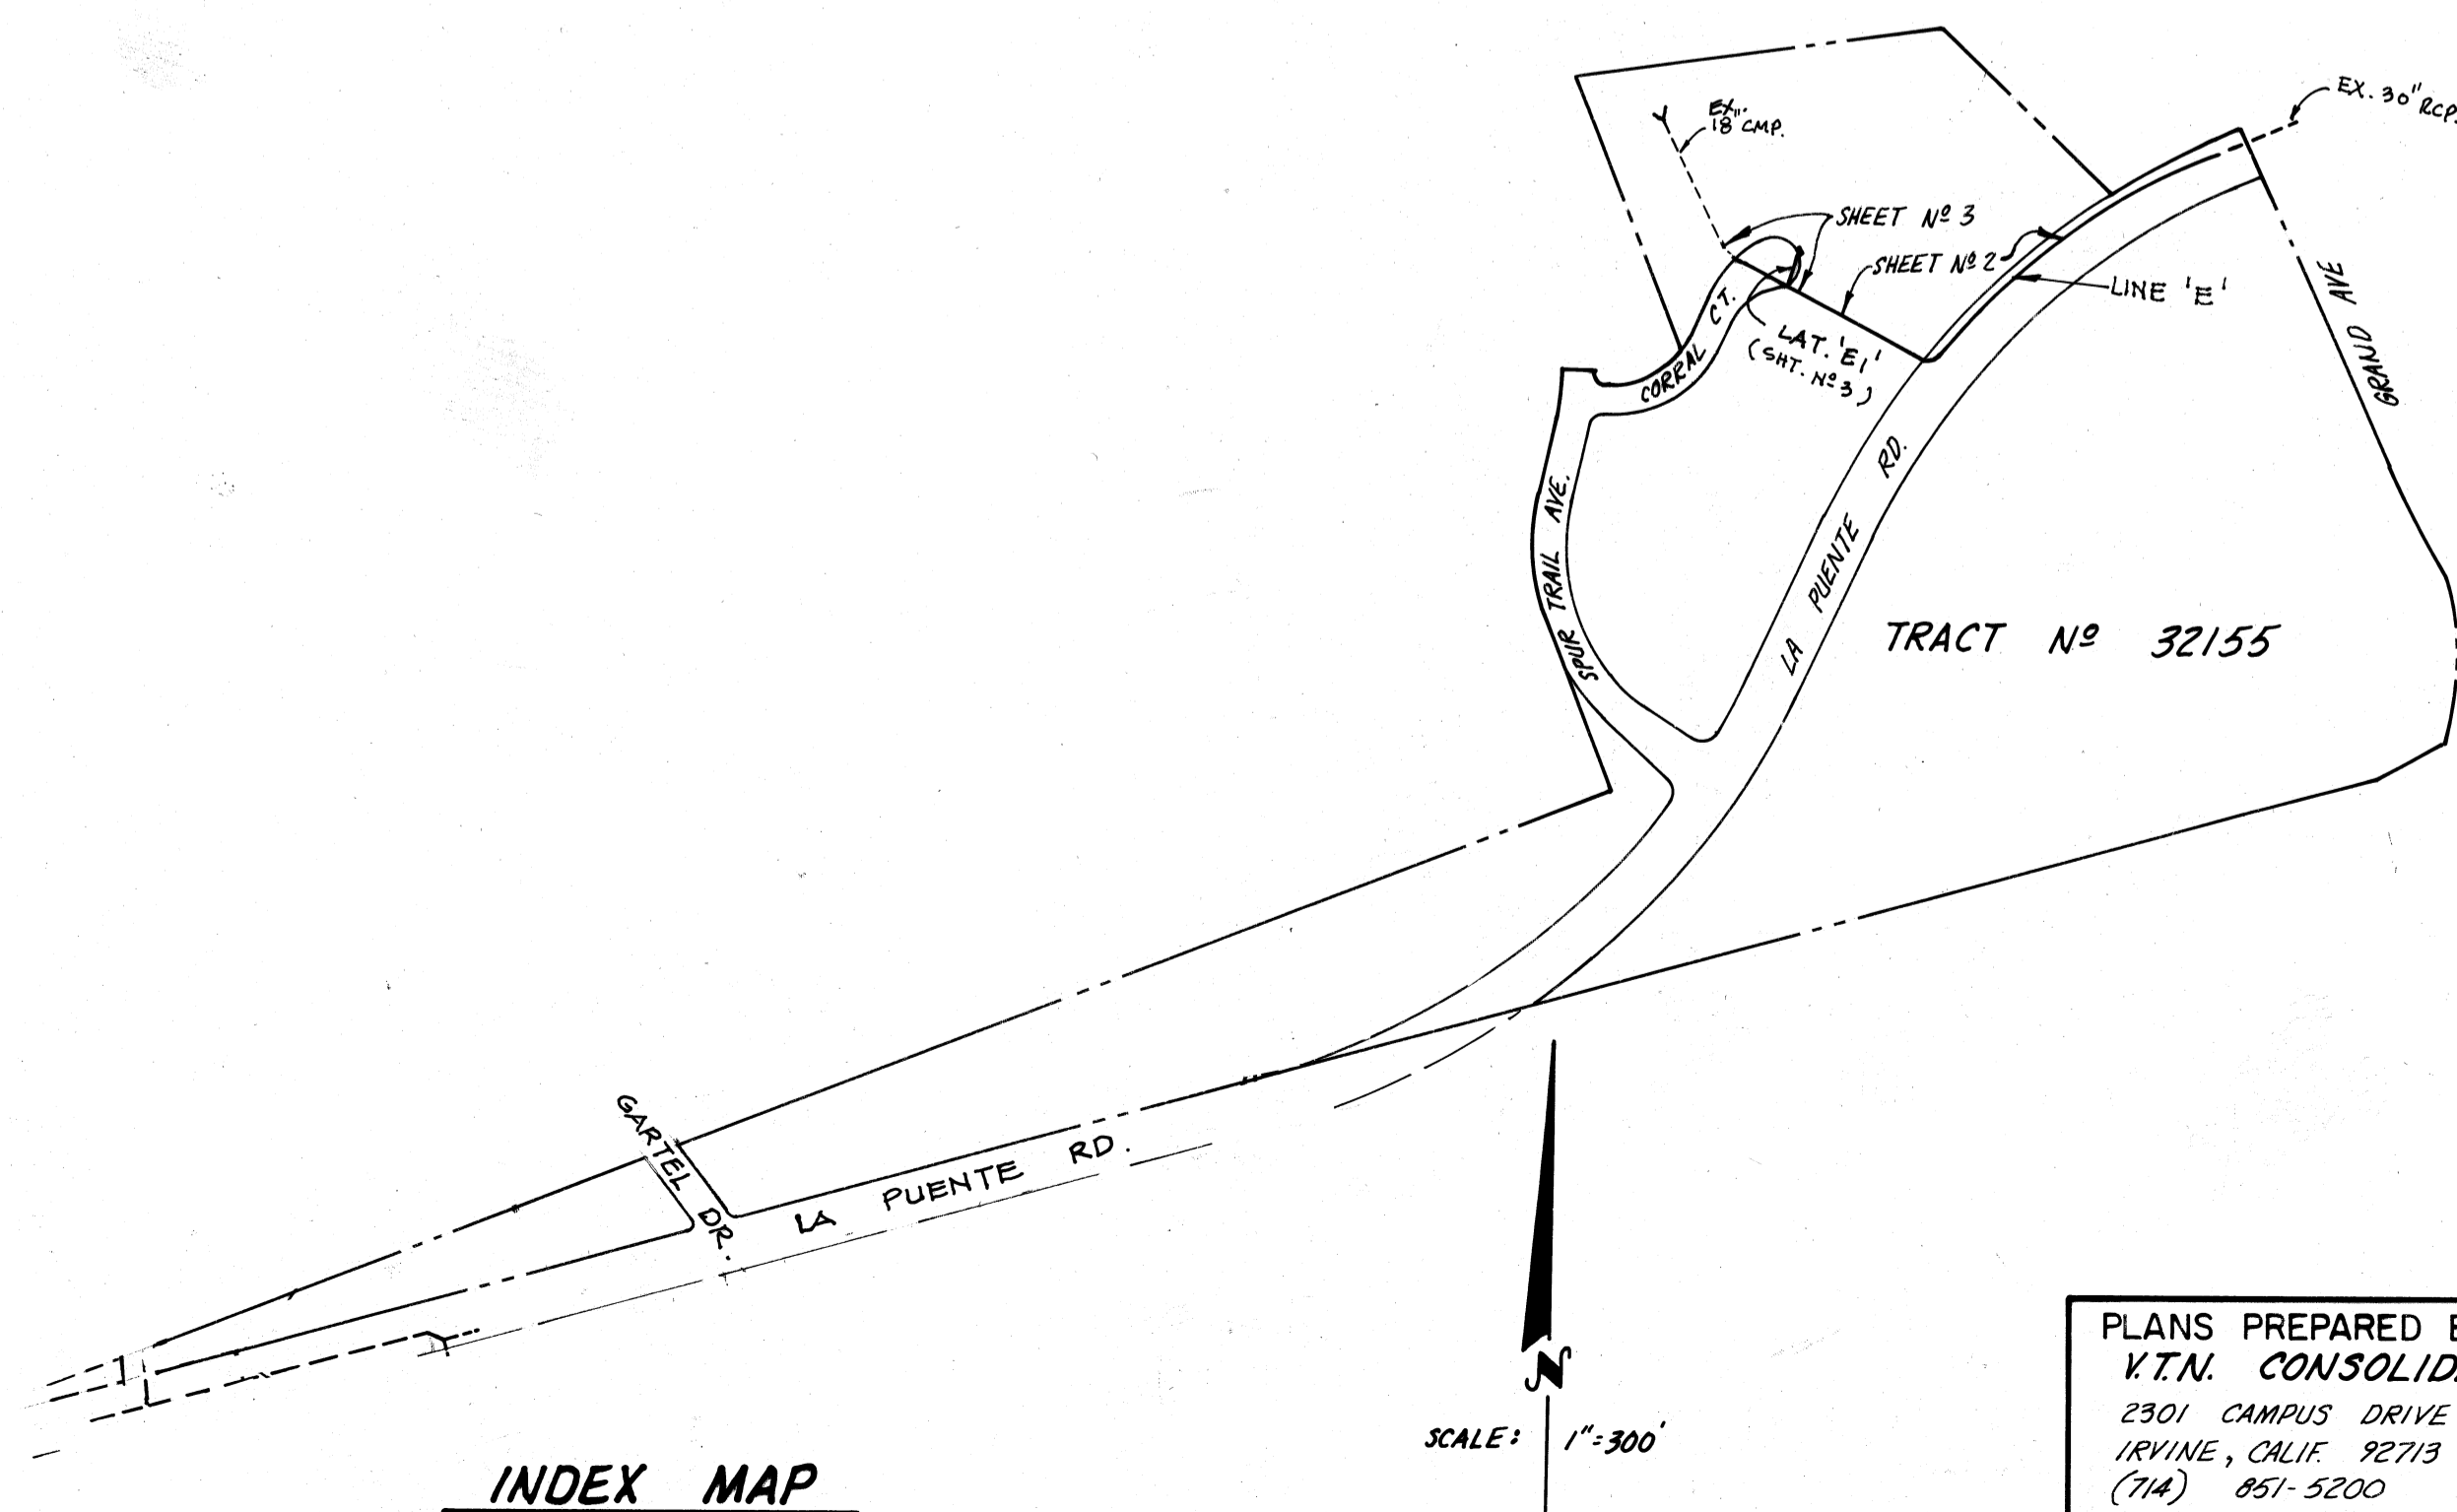 EX. 30" RCP.
EX.
18" CMP.
SHEET Nº 3
SHEET Nº 2
LINE 'E'
GRAND AVE
LAT. 'E1'
(SHT. Nº 3)
CORRAL CT.
SPUR TRAIL AVE.
LA PUENTE RD.
TRACT Nº 32155
GARTEL DR.
LA PUENTE RD.
N
SCALE: 1"=300'
INDEX MAP
PLANS PREPARED
V.T.N. CONSOLID
2301 CAMPUS DRIVE
IRVINE, CALIF. 92713
(714) 851-5200